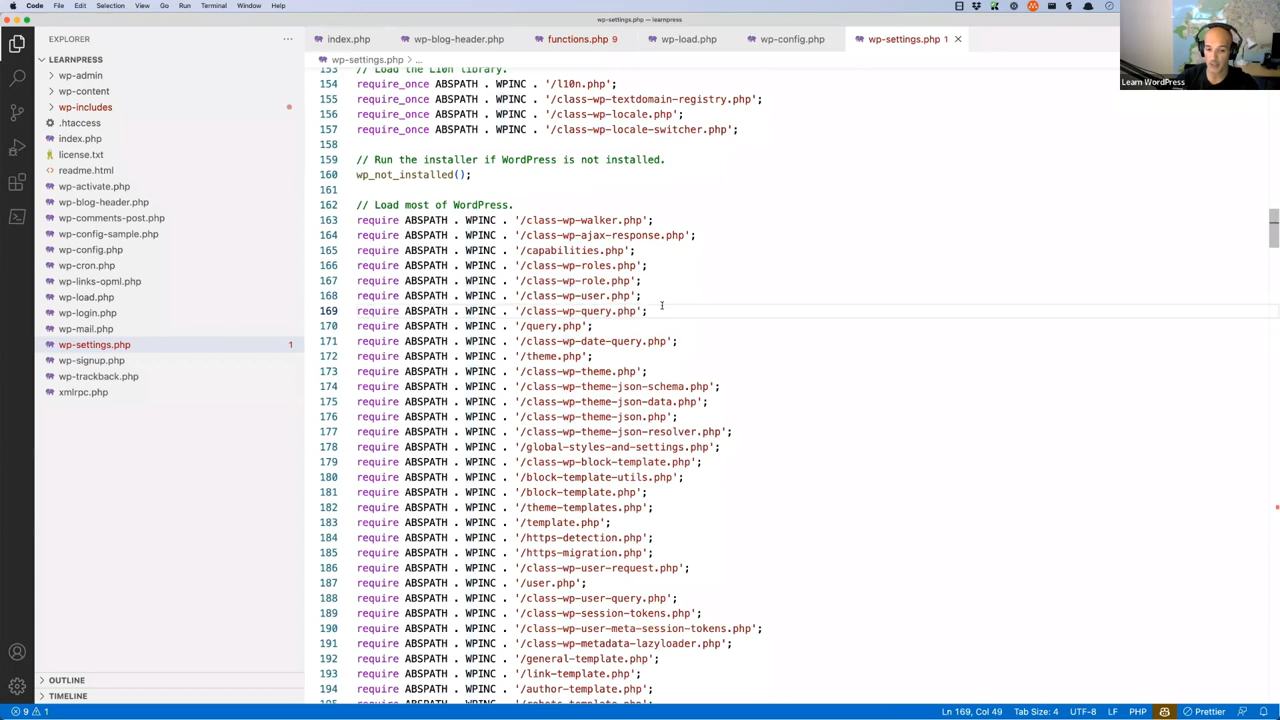 Code File Edit Selection View Go Run Terminal Window Help
wp-settings.php — learnpress
EXPLORER
index.php wp-blog-header.php functions.php 9 wp-load.php wp-config.php wp-settings.php 1
Learn WordPress
LEARNPRESS
wp-admin
wp-content
wp-includes
.htaccess
index.php
license.txt
readme.html
wp-activate.php
wp-blog-header.php
wp-comments-post.php
wp-config-sample.php
wp-config.php
wp-cron.php
wp-links-opml.php
wp-load.php
wp-login.php
wp-mail.php
wp-settings.php 1
wp-signup.php
wp-trackback.php
xmlrpc.php
OUTLINE
TIMELINE
wp-settings.php > ...
153 // Load the L10n library.
154 require_once ABSPATH . WPINC . '/l10n.php';
155 require_once ABSPATH . WPINC . '/class-wp-textdomain-registry.php';
156 require_once ABSPATH . WPINC . '/class-wp-locale.php';
157 require_once ABSPATH . WPINC . '/class-wp-locale-switcher.php';
158
159 // Run the installer if WordPress is not installed.
160 wp_not_installed();
161
162 // Load most of WordPress.
163 require ABSPATH . WPINC . '/class-wp-walker.php';
164 require ABSPATH . WPINC . '/class-wp-ajax-response.php';
165 require ABSPATH . WPINC . '/capabilities.php';
166 require ABSPATH . WPINC . '/class-wp-roles.php';
167 require ABSPATH . WPINC . '/class-wp-role.php';
168 require ABSPATH . WPINC . '/class-wp-user.php';
169 require ABSPATH . WPINC . '/class-wp-query.php';
170 require ABSPATH . WPINC . '/query.php';
171 require ABSPATH . WPINC . '/class-wp-date-query.php';
172 require ABSPATH . WPINC . '/theme.php';
173 require ABSPATH . WPINC . '/class-wp-theme.php';
174 require ABSPATH . WPINC . '/class-wp-theme-json-schema.php';
175 require ABSPATH . WPINC . '/class-wp-theme-json-data.php';
176 require ABSPATH . WPINC . '/class-wp-theme-json.php';
177 require ABSPATH . WPINC . '/class-wp-theme-json-resolver.php';
178 require ABSPATH . WPINC . '/global-styles-and-settings.php';
179 require ABSPATH . WPINC . '/class-wp-block-template.php';
180 require ABSPATH . WPINC . '/block-template-utils.php';
181 require ABSPATH . WPINC . '/block-template.php';
182 require ABSPATH . WPINC . '/theme-templates.php';
183 require ABSPATH . WPINC . '/template.php';
184 require ABSPATH . WPINC . '/https-detection.php';
185 require ABSPATH . WPINC . '/https-migration.php';
186 require ABSPATH . WPINC . '/class-wp-user-request.php';
187 require ABSPATH . WPINC . '/user.php';
188 require ABSPATH . WPINC . '/class-wp-user-query.php';
189 require ABSPATH . WPINC . '/class-wp-session-tokens.php';
190 require ABSPATH . WPINC . '/class-wp-user-meta-session-tokens.php';
191 require ABSPATH . WPINC . '/class-wp-metadata-lazyloader.php';
192 require ABSPATH . WPINC . '/general-template.php';
193 require ABSPATH . WPINC . '/link-template.php';
194 require ABSPATH . WPINC . '/author-template.php';
9 1 Ln 169, Col 49 Tab Size: 4 UTF-8 LF PHP Prettier